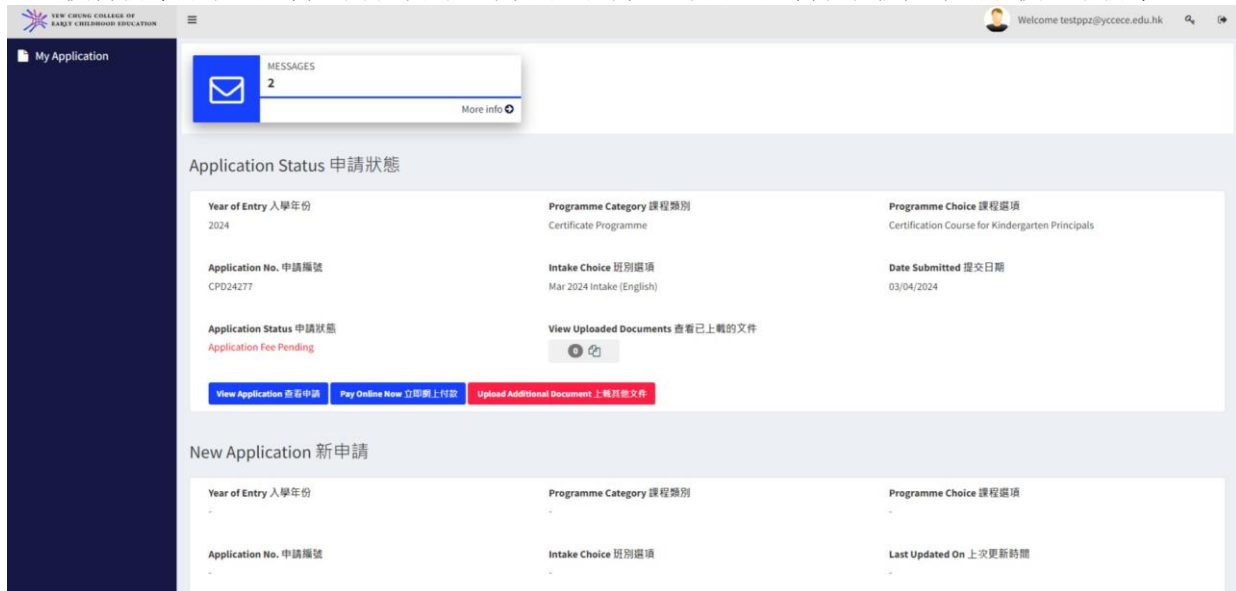 YEW CHUNG COLLEGE OF
EARLY CHILDHOOD EDUCATION
Welcome testppz@yccece.edu.hk
My Application
MESSAGES
2
More info
Application Status 申請狀態
Year of Entry 入學年份
Programme Category 課程類別
Programme Choice 課程選項
2024
Certificate Programme
Certification Course for Kindergarten Principals
Application No. 申請編號
Intake Choice 班別選項
Date Submitted 提交日期
CPD24277
Mar 2024 Intake (English)
03/04/2024
Application Status 申請狀態
View Uploaded Documents 查看已上載的文件
Application Fee Pending
0
View Application 查看申請
Pay Online Now 立即網上付款
Upload Additional Document 上載其他文件
New Application 新申請
Year of Entry 入學年份
Programme Category 課程類別
Programme Choice 課程選項
-
-
-
Application No. 申請編號
Intake Choice 班別選項
Last Updated On 上次更新時間
-
-
-